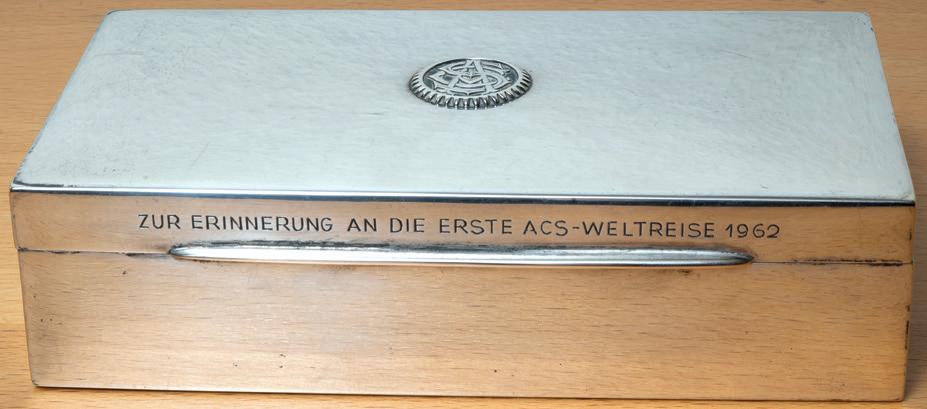 ZUR ERINNERUNG AN DIE ERSTE ACS-WELTREISE 1962